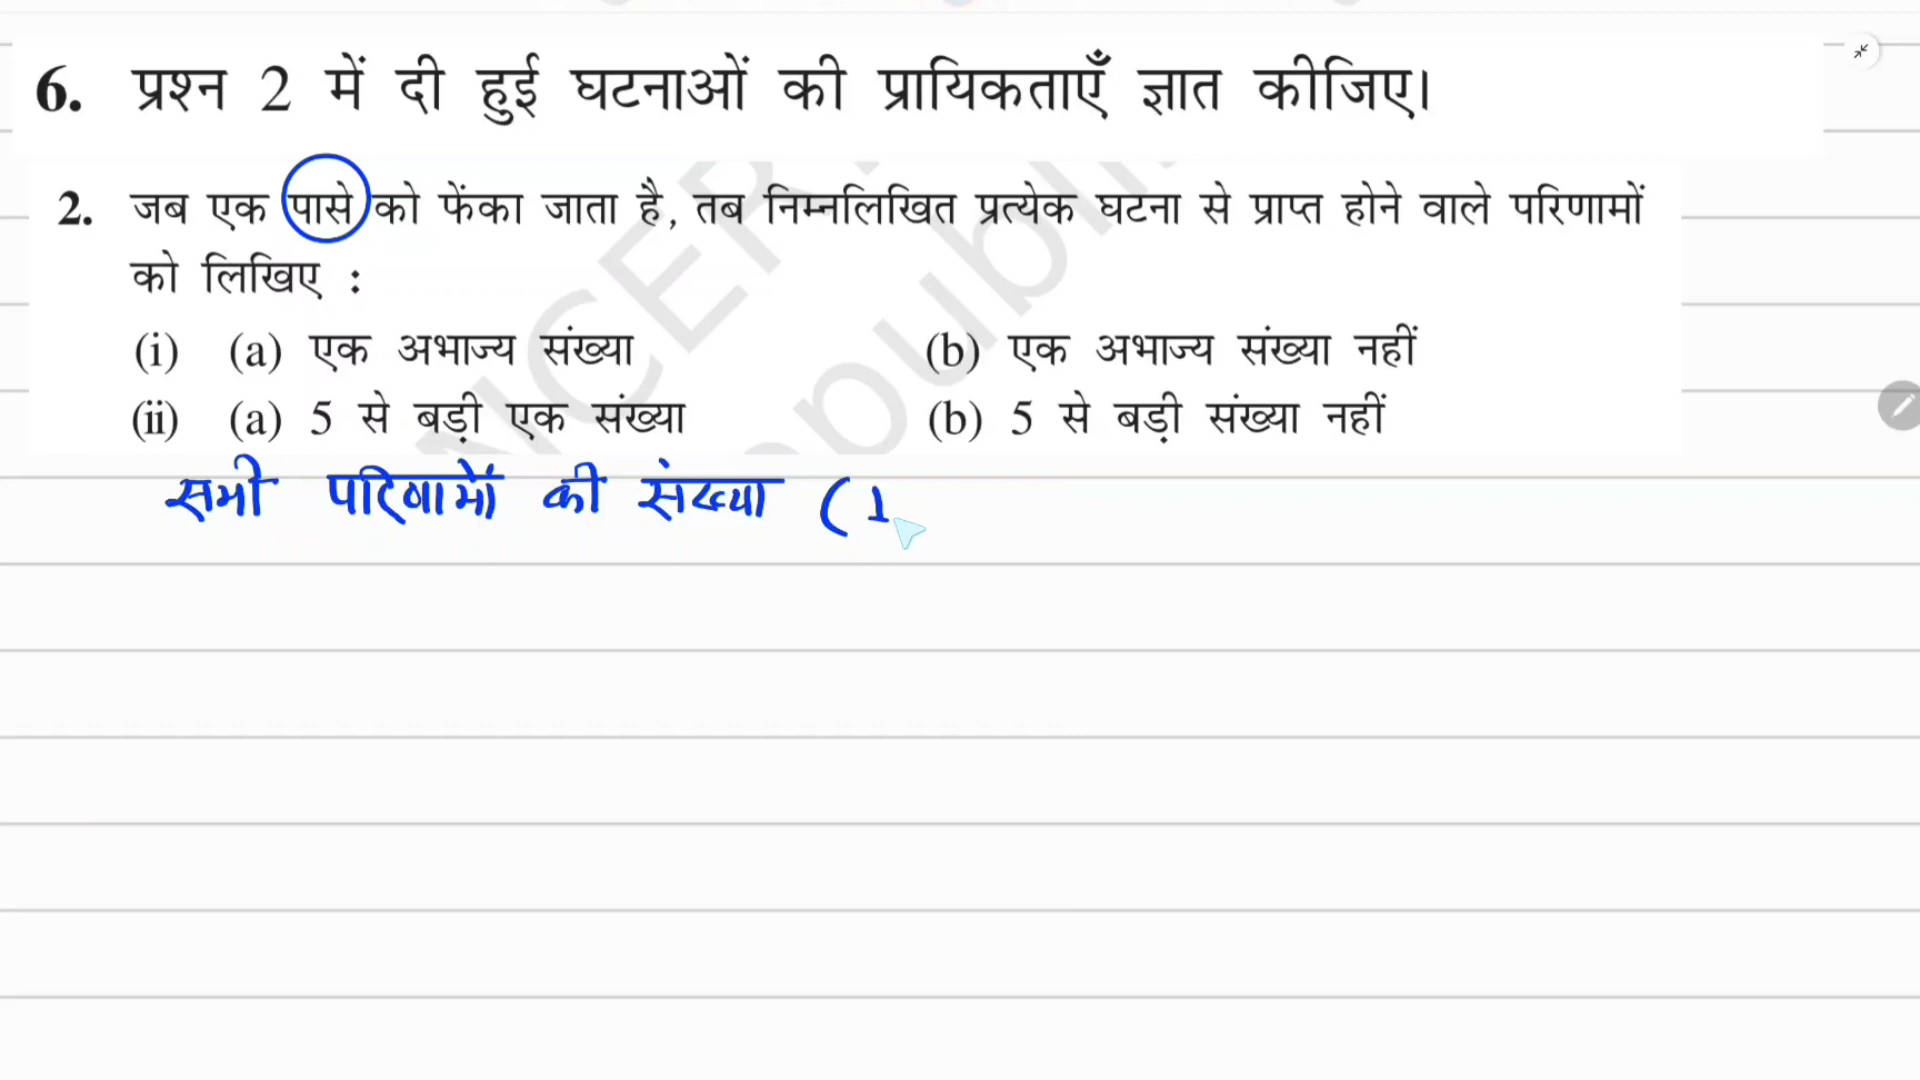 6. प्रश्न 2 में दी हुई घटनाओं की प्रायिकताएँ ज्ञात कीजिए।
2. जब एक पासे को फेंका जाता है, तब निम्नलिखित प्रत्येक घटना से प्राप्त होने वाले परिणामों
को लिखिए :
(i) (a) एक अभाज्य संख्या (b) एक अभाज्य संख्या नहीं
(ii) (a) 5 से बड़ी एक संख्या (b) 5 से बड़ी संख्या नहीं
सभी परिणामों की संख्या (1